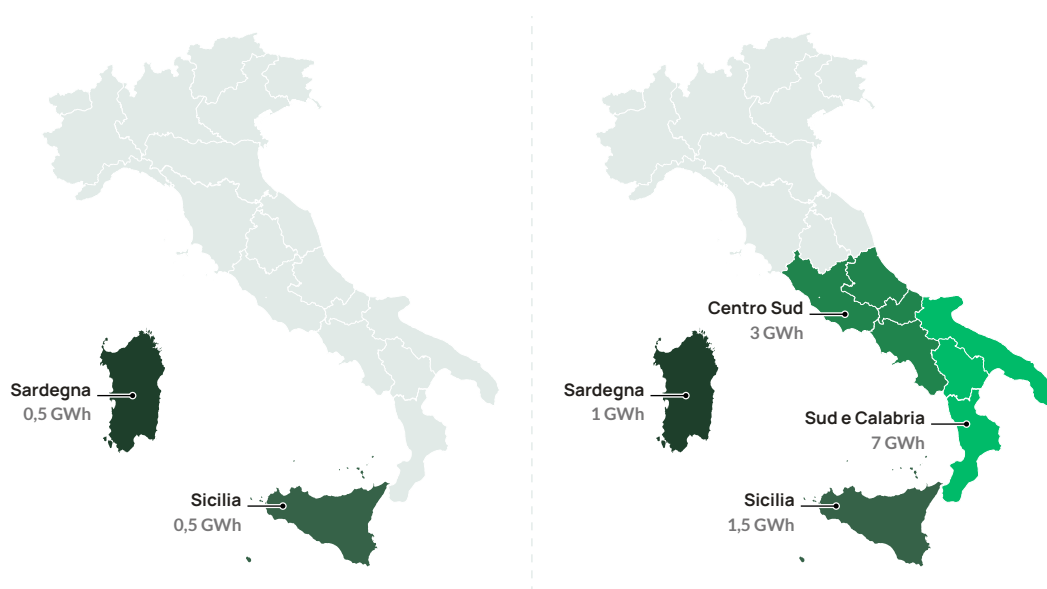 Sardegna
0,5 GWh
Sicilia
0,5 GWh
Centro Sud
3 GWh
Sardegna
1 GWh
Sud e Calabria
7 GWh
Sicilia
1,5 GWh